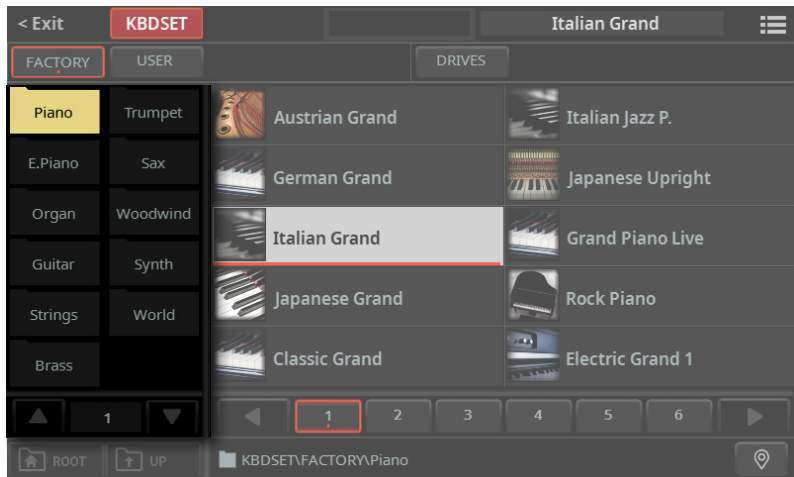 < Exit KBDSET Italian Grand
FACTORY USER DRIVES
Piano Trumpet Austrian Grand Italian Jazz P.
E.Piano Sax German Grand Japanese Upright
Organ Woodwind Italian Grand Grand Piano Live
Guitar Synth Japanese Grand Rock Piano
Strings World Classic Grand Electric Grand 1
Brass
1 1 2 3 4 5 6
ROOT UP KBDSET\FACTORY\Piano